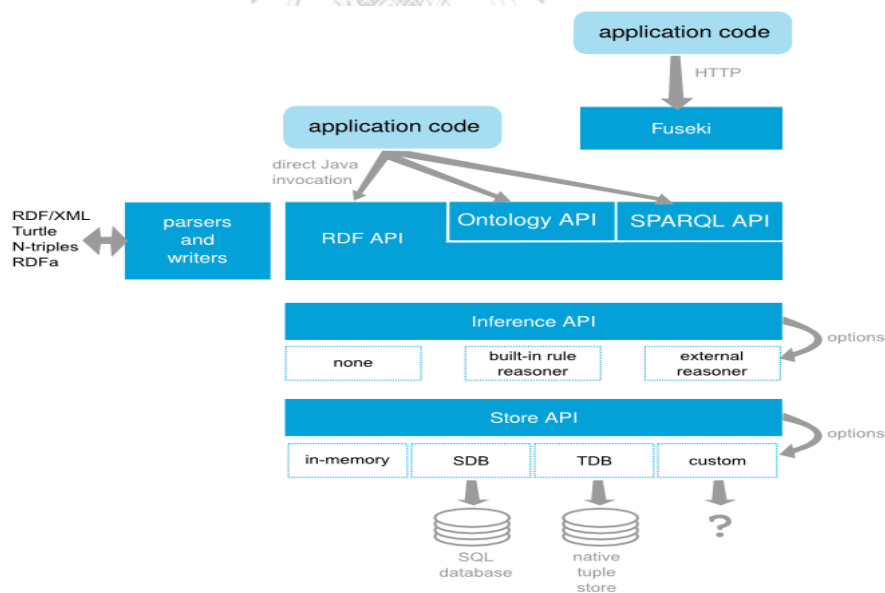 application code
HTTP
Fuseki
application code
direct Java
invocation
RDF/XML
Turtle
N-triples
RDFa
parsers
and
writers
RDF API
Ontology API
SPARQL API
Inference API
options
none
built-in rule
reasoner
external
reasoner
Store API
options
in-memory
SDB
TDB
custom
?
SQL
database
native
tuple
store